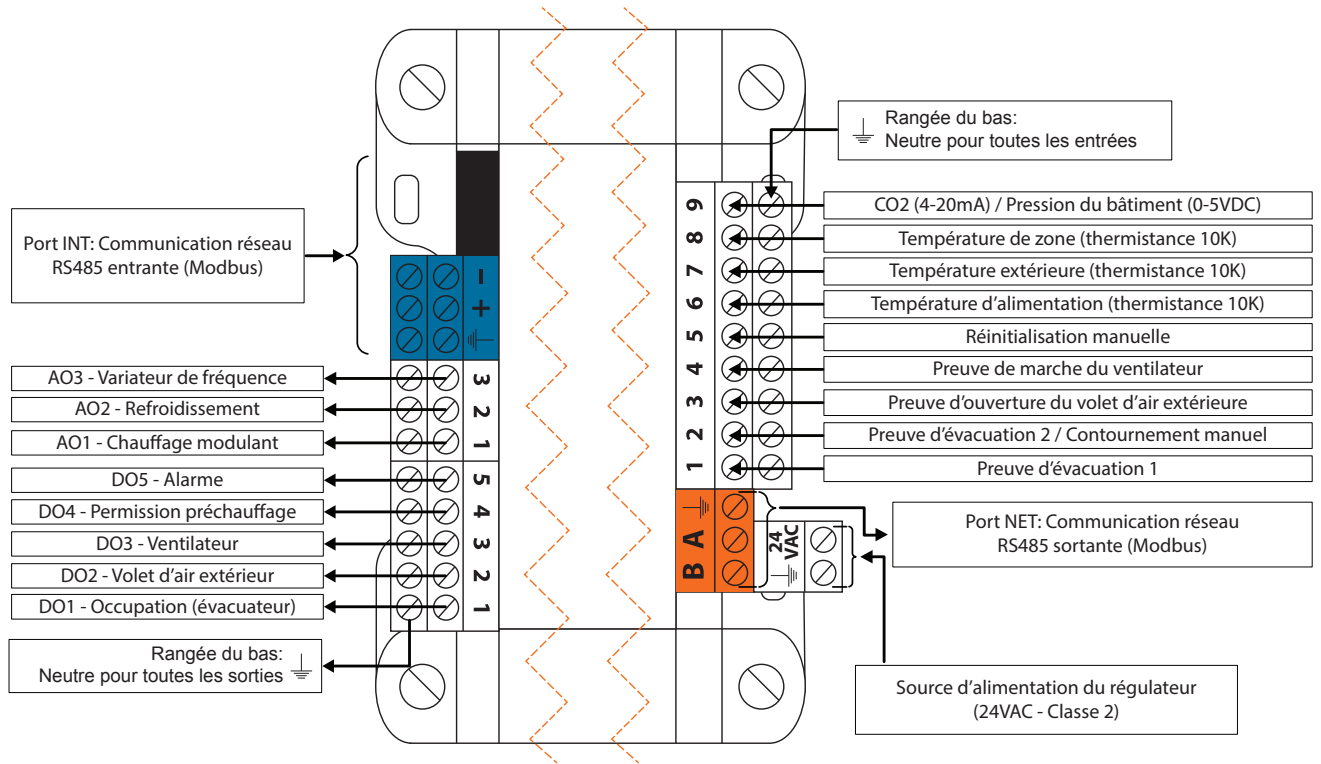 Rangée du bas:
Neutre pour toutes les entrées
Port INT: Communication réseau
RS485 entrante (Modbus)
AO3 - Variateur de fréquence
AO2 - Refroidissement
AO1 - Chauffage modulant
DO5 - Alarme
DO4 - Permission préchauffage
DO3 - Ventilateur
DO2 - Volet d'air extérieur
DO1 - Occupation (évacuateur)
Rangée du bas:
Neutre pour toutes les sorties
–
+
3
2
1
5
4
3
2
1
9
8
7
6
5
4
3
2
1
A
B
24
VAC
CO2 (4-20mA) / Pression du bâtiment (0-5VDC)
Température de zone (thermistance 10K)
Température extérieure (thermistance 10K)
Température d'alimentation (thermistance 10K)
Réinitialisation manuelle
Preuve de marche du ventilateur
Preuve d'ouverture du volet d'air extérieure
Preuve d'évacuation 2 / Contournement manuel
Preuve d'évacuation 1
Port NET: Communication réseau
RS485 sortante (Modbus)
Source d'alimentation du régulateur
(24VAC - Classe 2)